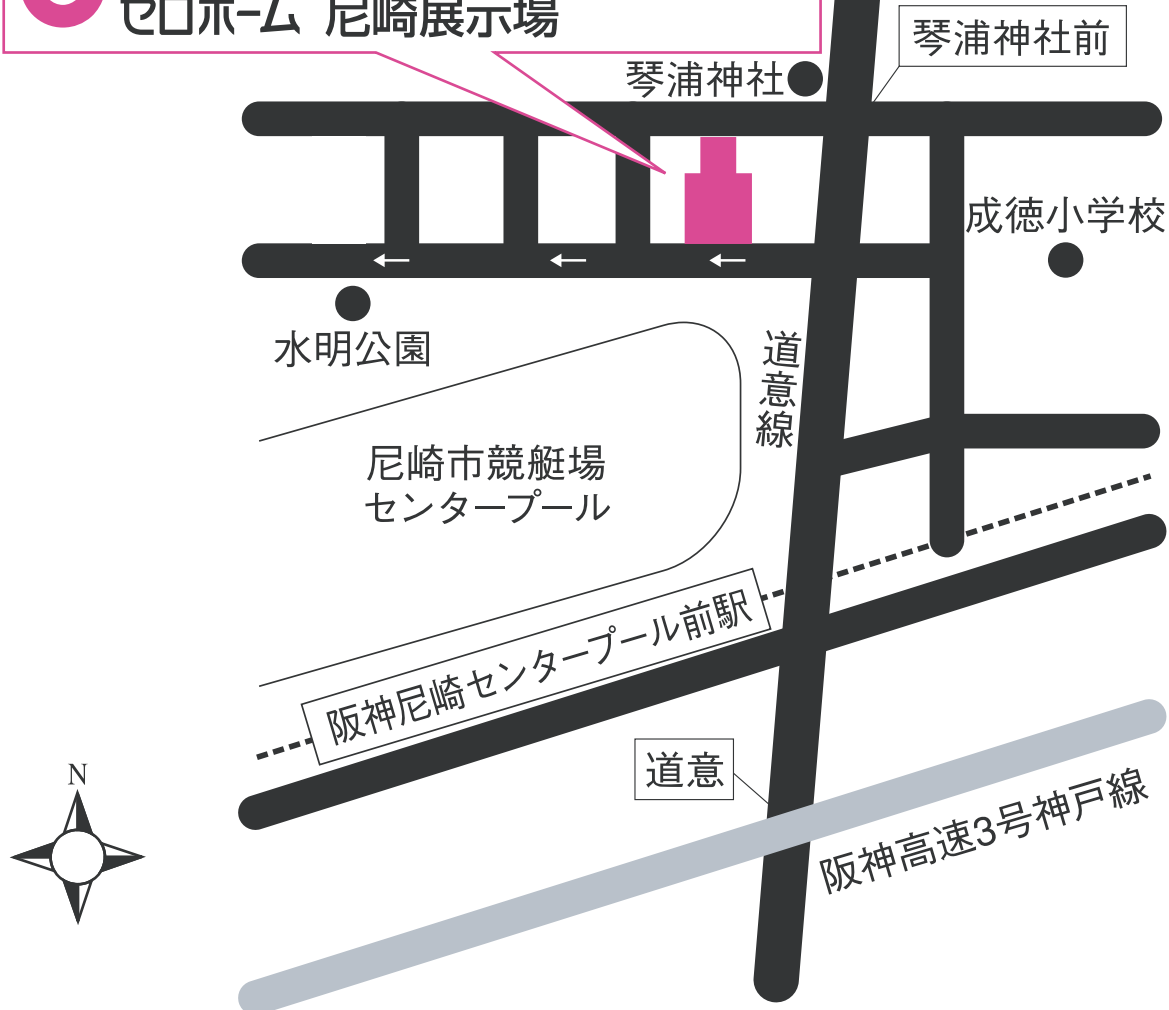 ゼロホーム 尼崎展示場
琴浦神社前
琴浦神社
成徳小学校
水明公園
道意線
尼崎市競艇場
センタープール
阪神尼崎センタープール前駅
道意
阪神高速3号神戸線
N